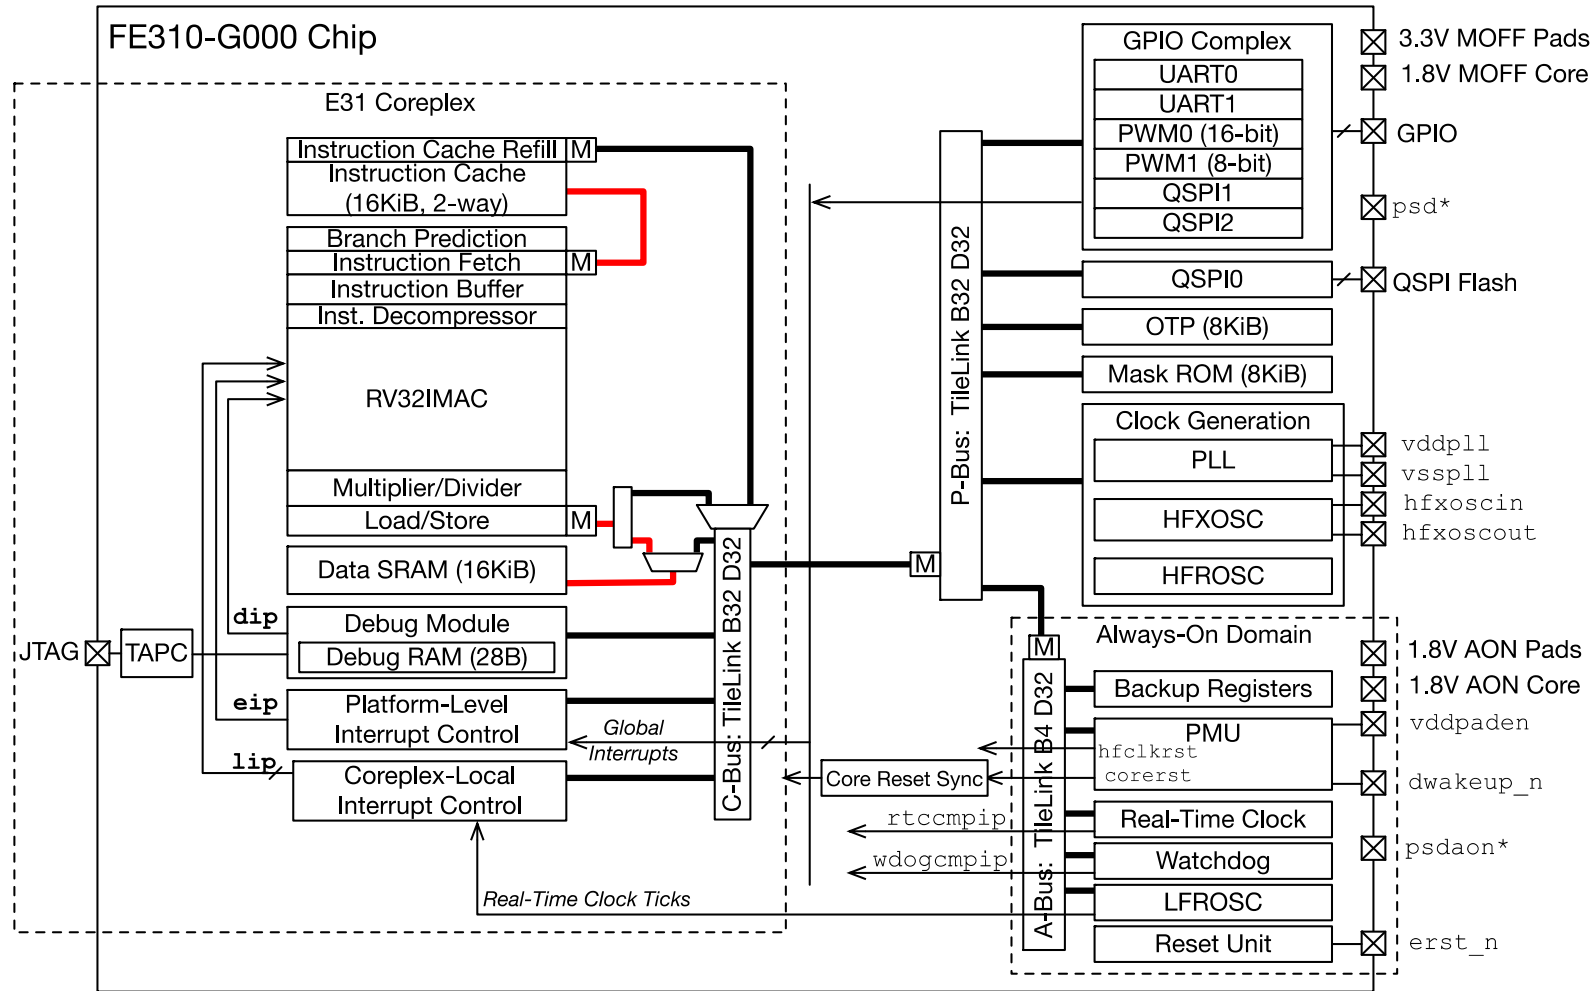 FE310-G000 Chip
E31 Coreplex
Instruction Cache Refill
M
Instruction Cache
(16KiB, 2-way)
Branch Prediction
Instruction Fetch
M
Instruction Buffer
Inst. Decompressor
RV32IMAC
Multiplier/Divider
Load/Store
M
Data SRAM (16KiB)
dip
Debug Module
Debug RAM (28B)
JTAG
TAPC
eip
Platform-Level
Interrupt Control
Global
Interrupts
lip
Coreplex-Local
Interrupt Control
Real-Time Clock Ticks
C-Bus: TileLink B32 D32
M
P-Bus: TileLink B32 D32
GPIO Complex
UART0
UART1
PWM0 (16-bit)
PWM1 (8-bit)
QSPI1
QSPI2
QSPI0
OTP (8KiB)
Mask ROM (8KiB)
Clock Generation
PLL
HFXOSC
HFROSC
Always-On Domain
M
A-Bus: TileLink B4 D32
Backup Registers
PMU
hfclkrst
corerst
Core Reset Sync
rtccmpip
Real-Time Clock
wdogcmpip
Watchdog
LFROSC
Reset Unit
3.3V MOFF Pads
1.8V MOFF Core
GPIO
psd*
QSPI Flash
vddpll
vsspll
hfxoscin
hfxoscout
1.8V AON Pads
1.8V AON Core
vddpaden
dwakeup_n
psdaon*
erst_n